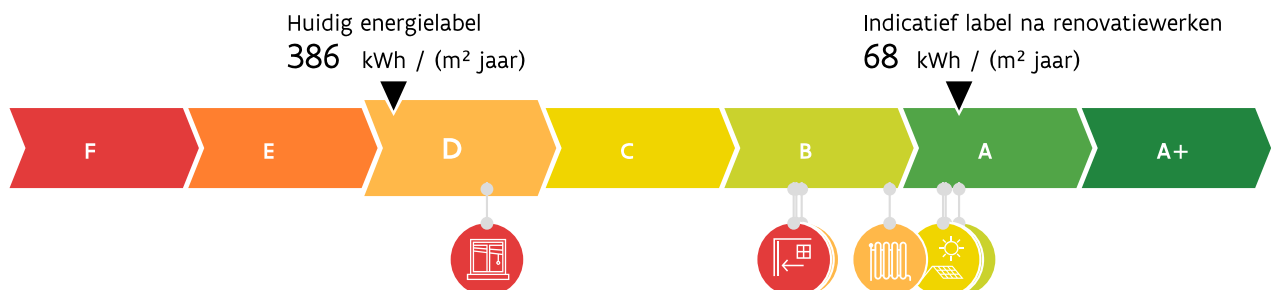 Huidig energielabel
386 kWh / (m² jaar)
Indicatief label na renovatiewerken
68 kWh / (m² jaar)
F E D C B A A+